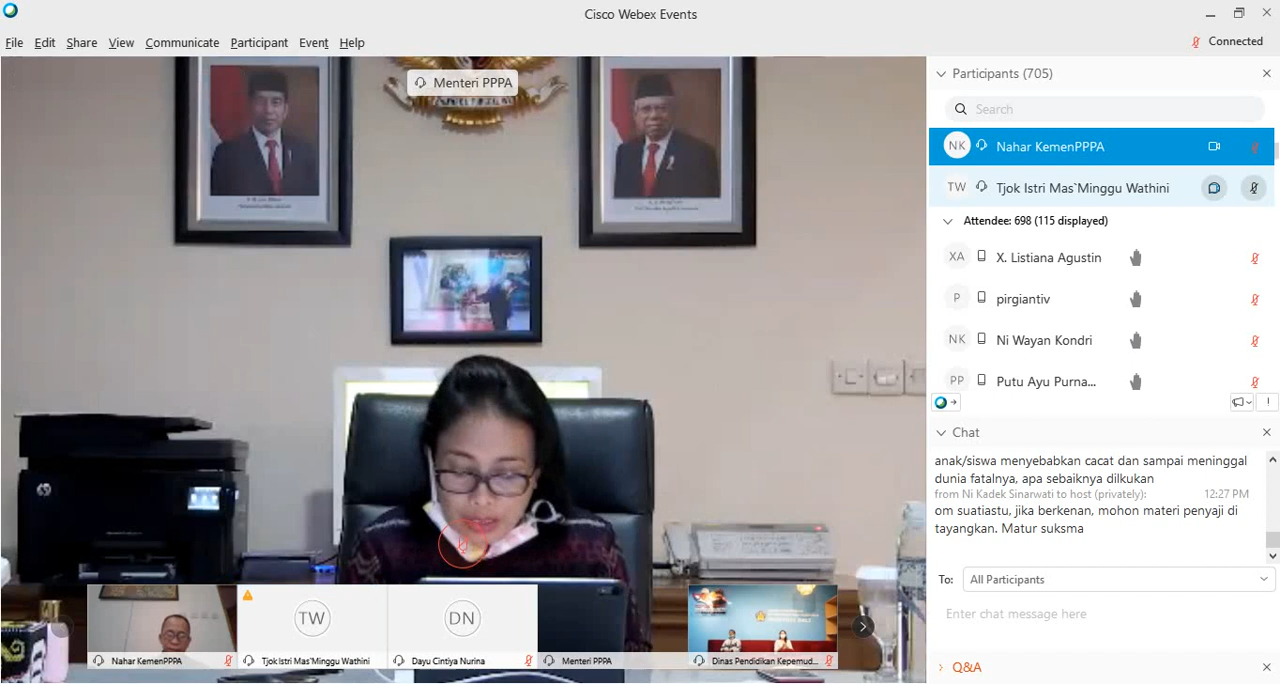 Cisco Webex Events
File Edit Share View Communicate Participant Event Help
Connected
Menteri PPPA
Participants (705)
Search
NK Nahar KemenPPPA
TW Tjok Istri Mas`Minggu Wathini
Attendee: 698 (115 displayed)
XA X. Listiana Agustin
P pirgiantiv
NK Ni Wayan Kondri
PP Putu Ayu Purna...
Chat
anak/siswa menyebabkan cacat dan sampai meninggal
dunia fatalnya, apa sebaiknya dilkukan
from Ni Kadek Sinarwati to host (privately): 12:27 PM
om suatiastu, jika berkenan, mohon materi penyaji di
tayangkan. Matur suksma
To: All Participants
Enter chat message here
Q&A
hp
TW
DN
Nahar KemenPPPA
Tjok Istri Mas`Minggu Wathini
Dayu Cintiya Nurina
Menteri PPPA
Dinas Pendidikan Kepemud...